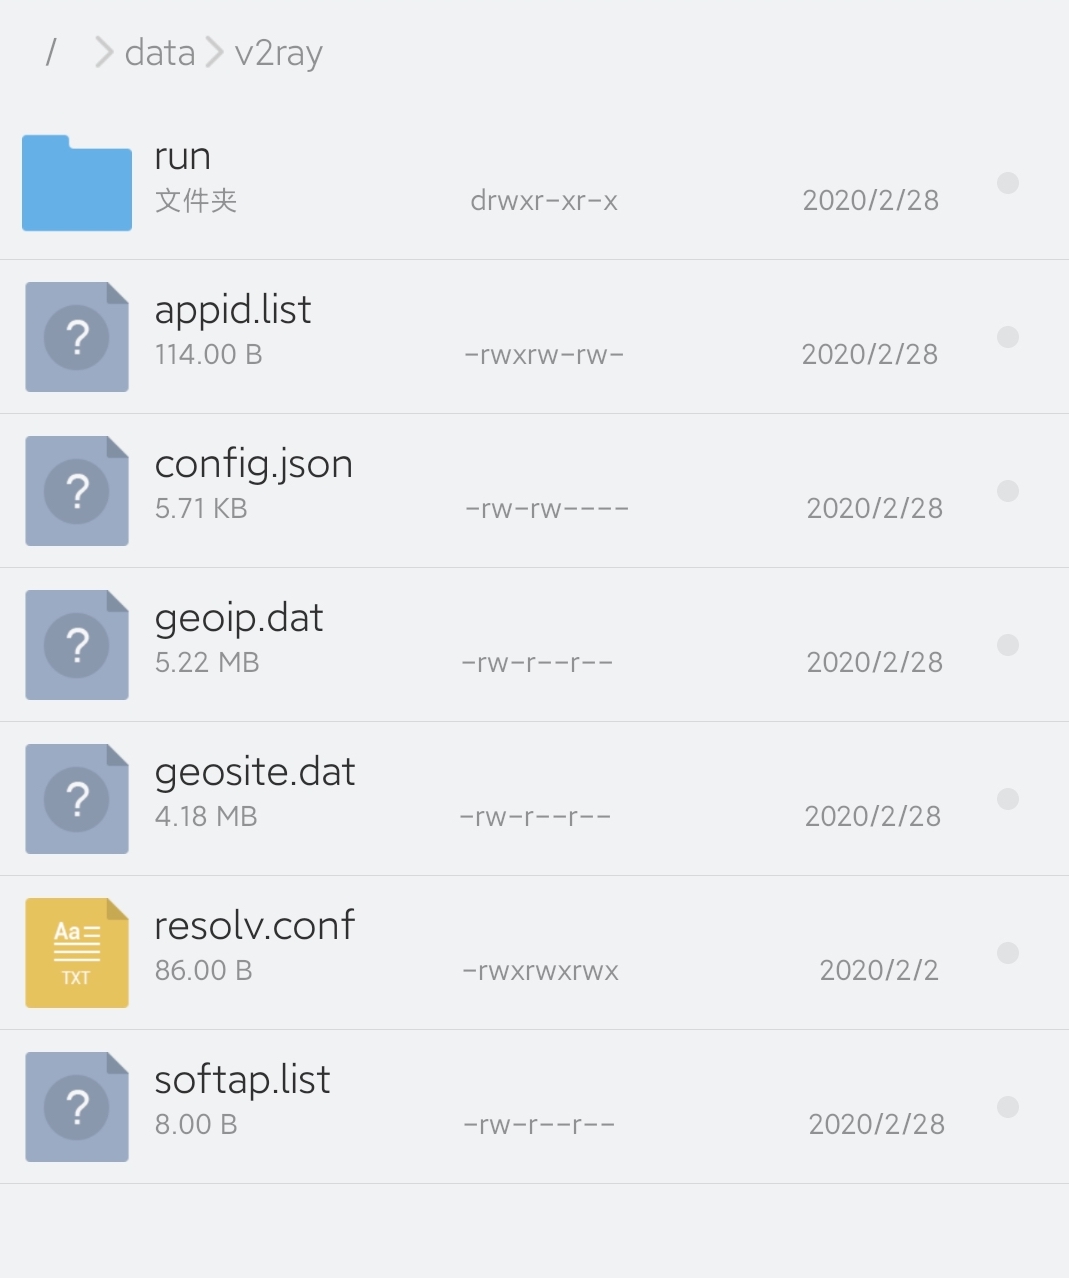 / data v2ray
run
文件夹 drwxr-xr-x 2020/2/28
?
appid.list
114.00 B -rwxrw-rw- 2020/2/28
?
config.json
5.71 KB -rw-rw---- 2020/2/28
?
geoip.dat
5.22 MB -rw-r--r-- 2020/2/28
?
geosite.dat
4.18 MB -rw-r--r-- 2020/2/28
Aa
TXT
resolv.conf
86.00 B -rwxrwxrwx 2020/2/2
?
softap.list
8.00 B -rw-r--r-- 2020/2/28